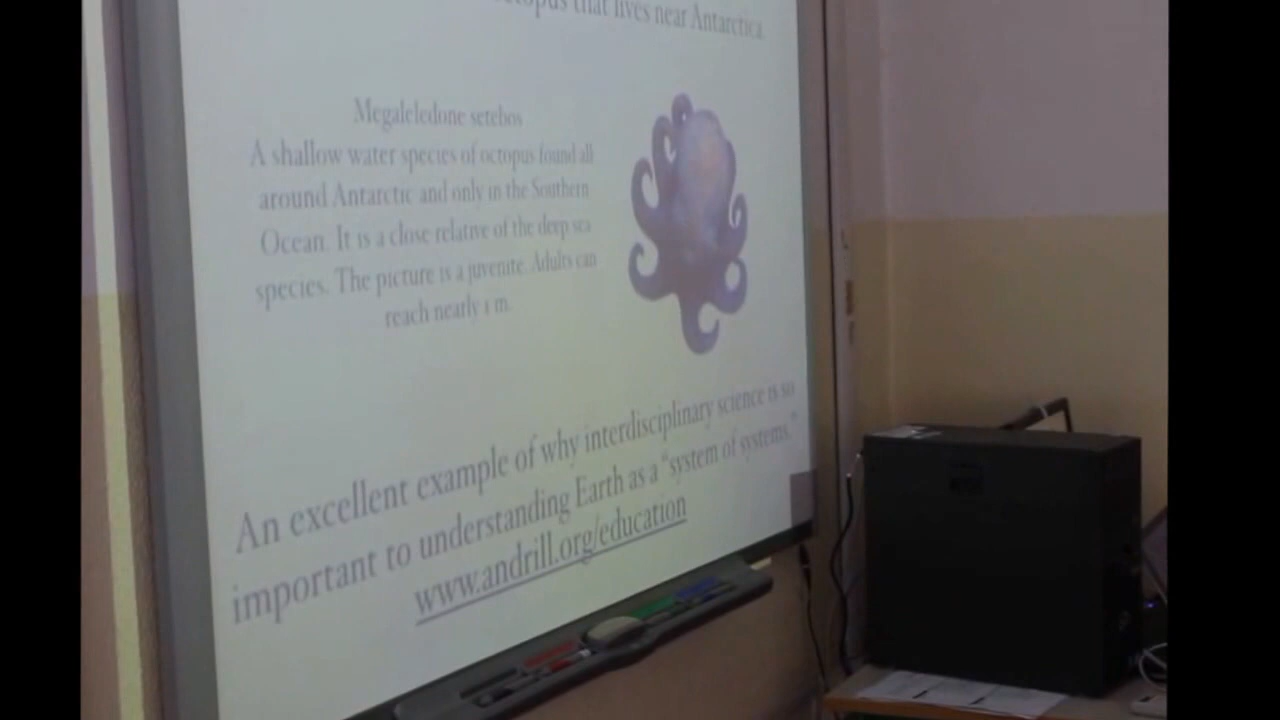 octopus that lives near Antarctica
Megaleledone setebos
A shallow water species of octopus found all
around Antarctic and only in the Southern
Ocean. It is a close relative of the deep sea
species. The picture is a juvenile. Adults can
reach nearly 1 m.
An excellent example of why interdisciplinary science is so
important to understanding Earth as a "system of systems."
www.andrill.org/education